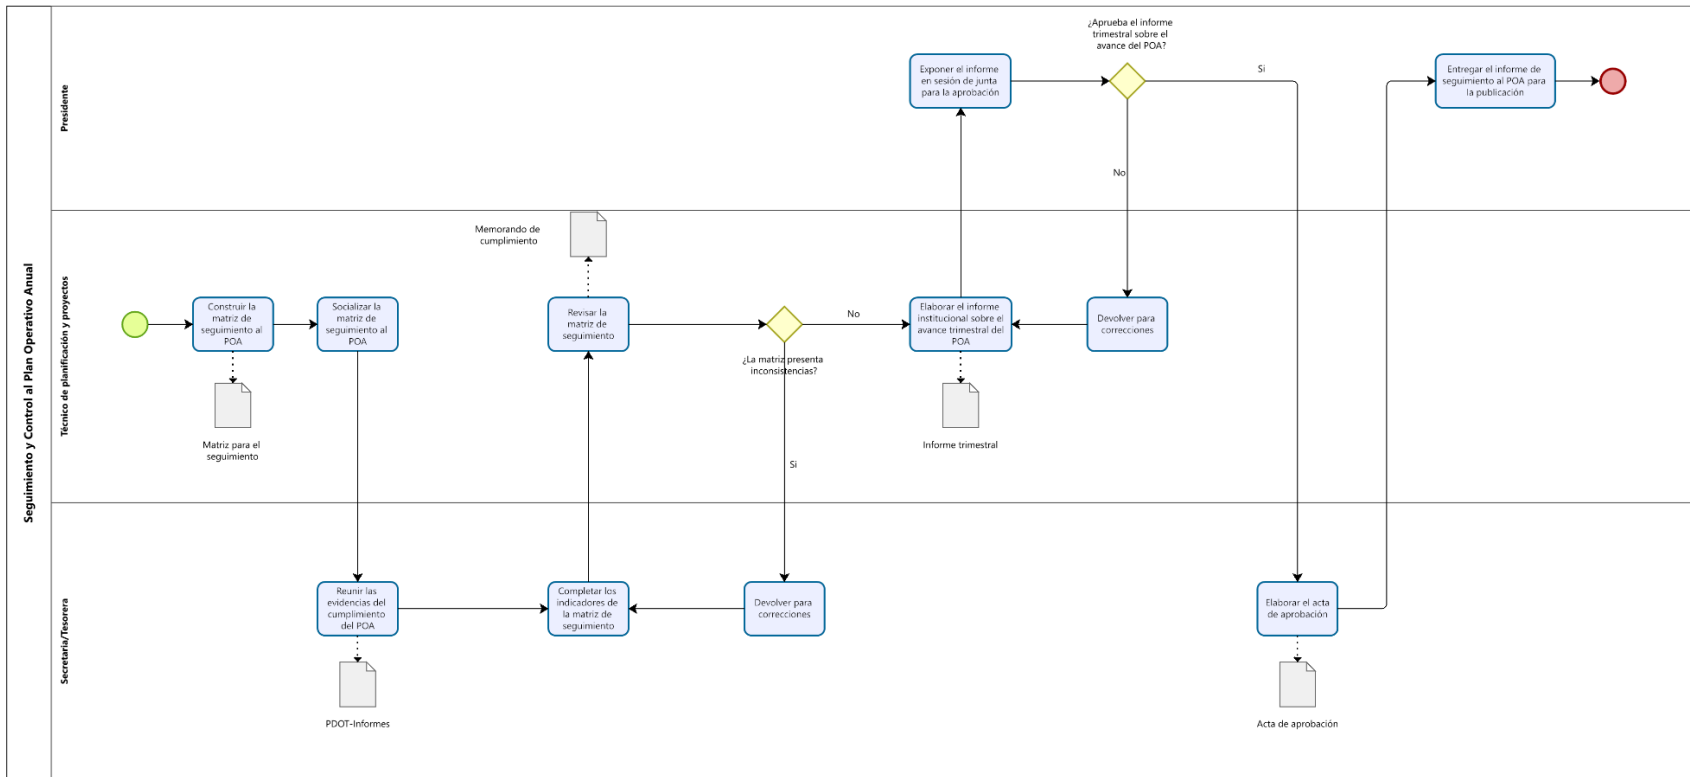 Seguimiento y Control al Plan Operativo Anual
Presidente
Exponer el informe
en sesión de junta
para la aprobación
¿Aprueba el informe
trimestral sobre el
avance del POA?
Si
No
Entregar el informe de
seguimiento al POA para
la publicación
Técnico de planificación y proyectos
Construir la
matriz de
seguimiento al
POA
Matriz para el
seguimiento
Socializar la
matriz de
seguimiento al
POA
Memorando de
cumplimiento
Revisar la
matriz de
seguimiento
¿La matriz presenta
inconsistencias?
No
Si
Elaborar el informe
institucional sobre el
avance trimestral del
POA
Informe trimestral
Devolver para
correcciones
Secretaria/Tesorera
Reunir las
evidencias del
cumplimiento
del POA
PDOT-Informes
Completar los
indicadores de
la matriz de
seguimiento
Devolver para
correcciones
Elaborar el acta
de aprobación
Acta de aprobación